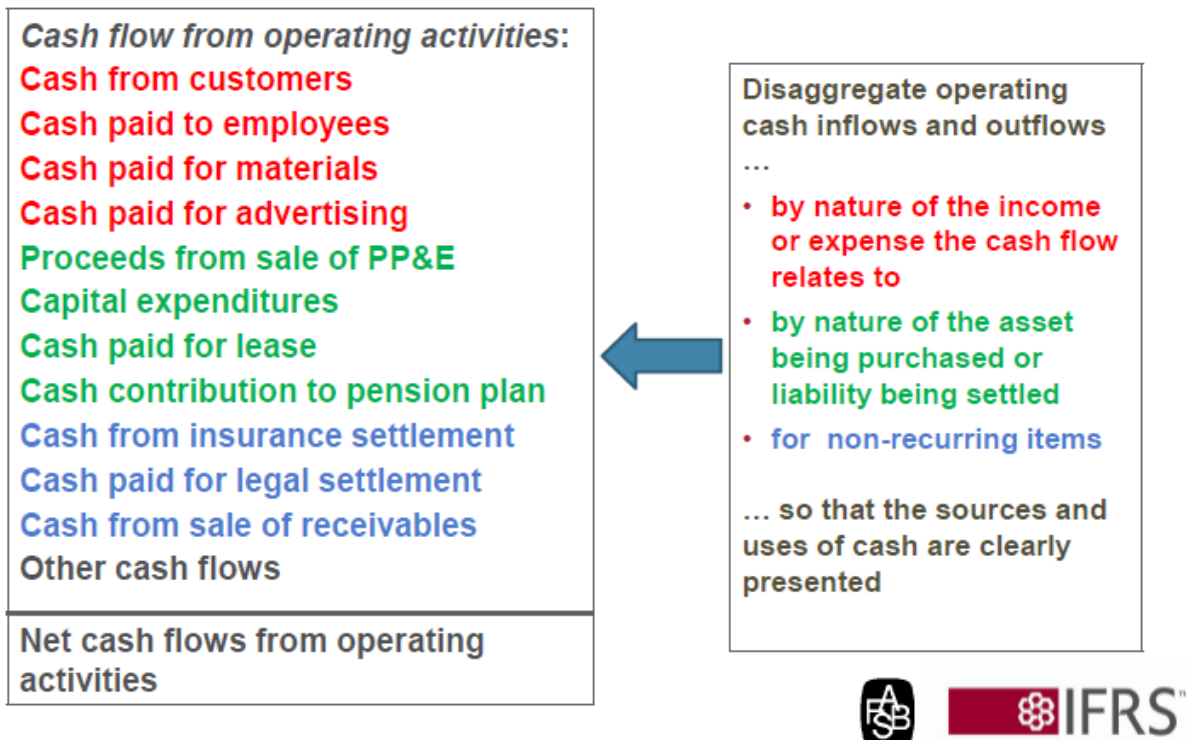 Cash flow from operating activities:
Cash from customers
Cash paid to employees
Cash paid for materials
Cash paid for advertising
Proceeds from sale of PP&E
Capital expenditures
Cash paid for lease
Cash contribution to pension plan
Cash from insurance settlement
Cash paid for legal settlement
Cash from sale of receivables
Other cash flows
Net cash flows from operating
activities
Disaggregate operating
cash inflows and outflows
…
• by nature of the income
or expense the cash flow
relates to
• by nature of the asset
being purchased or
liability being settled
• for  non-recurring items
… so that the sources and
uses of cash are clearly
presented
FASB
IFRS™